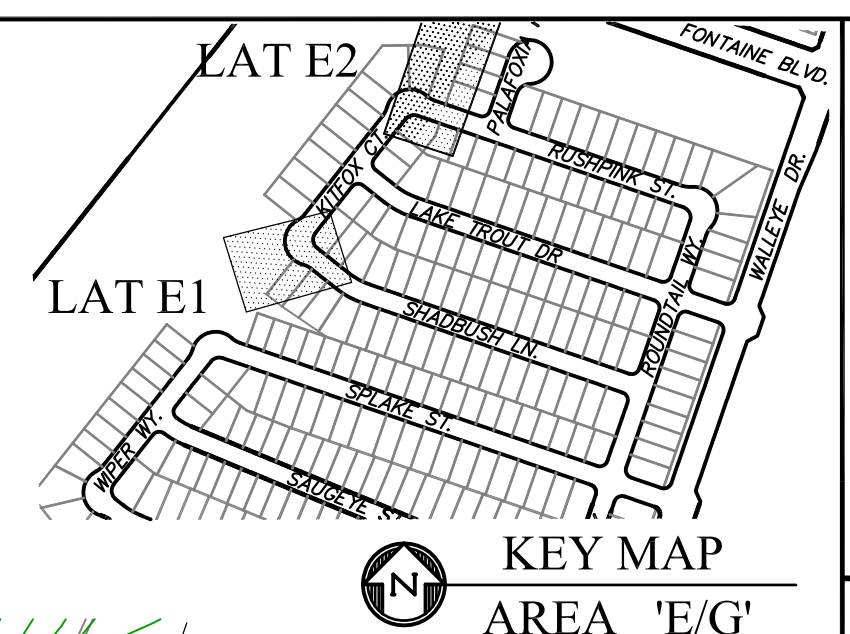 LAT E2
FONTAINE BLVD.
PALAFOXIA
KITFOX CT.
RUSHPINK ST.
WALLEYE DR.
LAKE TROUT DR
ROUNDTAIL WY.
LAT E1
SHADBUSH LN.
SPLAKE ST.
WIPER WY.
SAUGEYE ST
N
KEY MAP
AREA 'E/G'